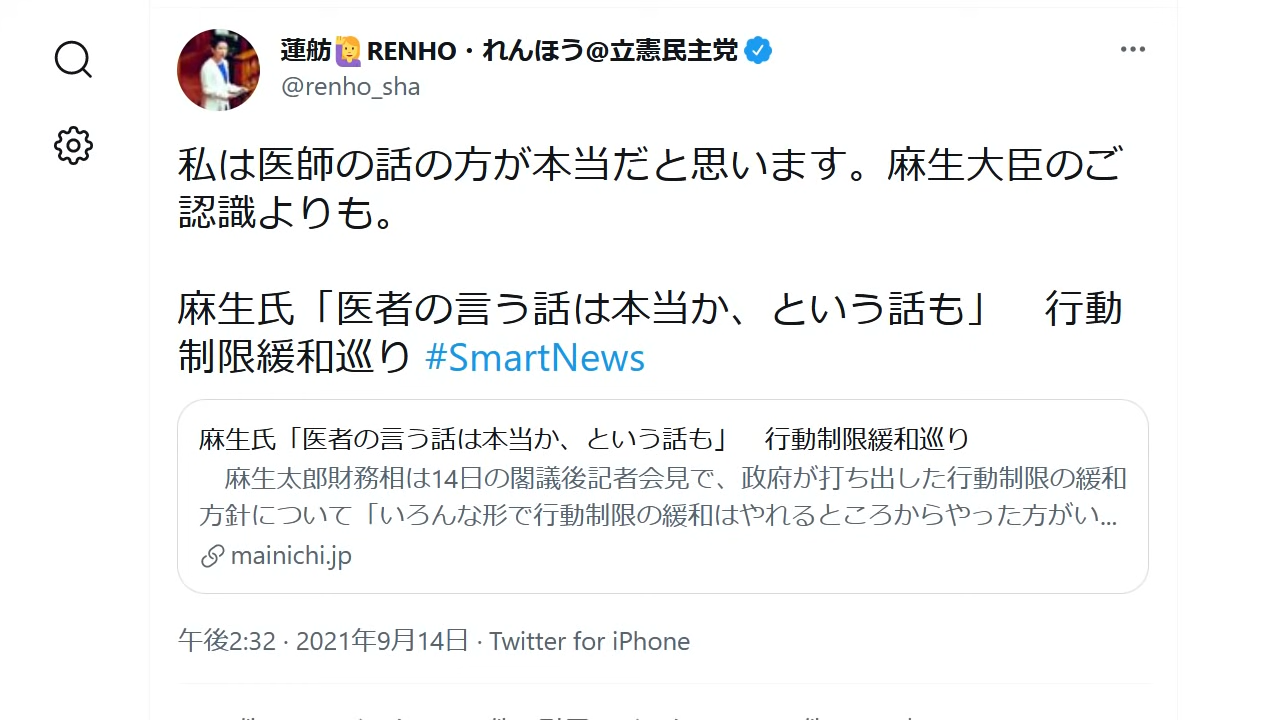 蓮舫🙋RENHO・れんほう@立憲民主党
@renho_sha
私は医師の話の方が本当だと思います。麻生大臣のご
認識よりも。
麻生氏「医者の言う話は本当か、という話も」　行動
制限緩和巡り #SmartNews
麻生氏「医者の言う話は本当か、という話も」　行動制限緩和巡り
麻生太郎財務相は14日の閣議後記者会見で、政府が打ち出した行動制限の緩和
方針について「いろんな形で行動制限の緩和はやれるところからやった方がい...
mainichi.jp
午後2:32 · 2021年9月14日 · Twitter for iPhone